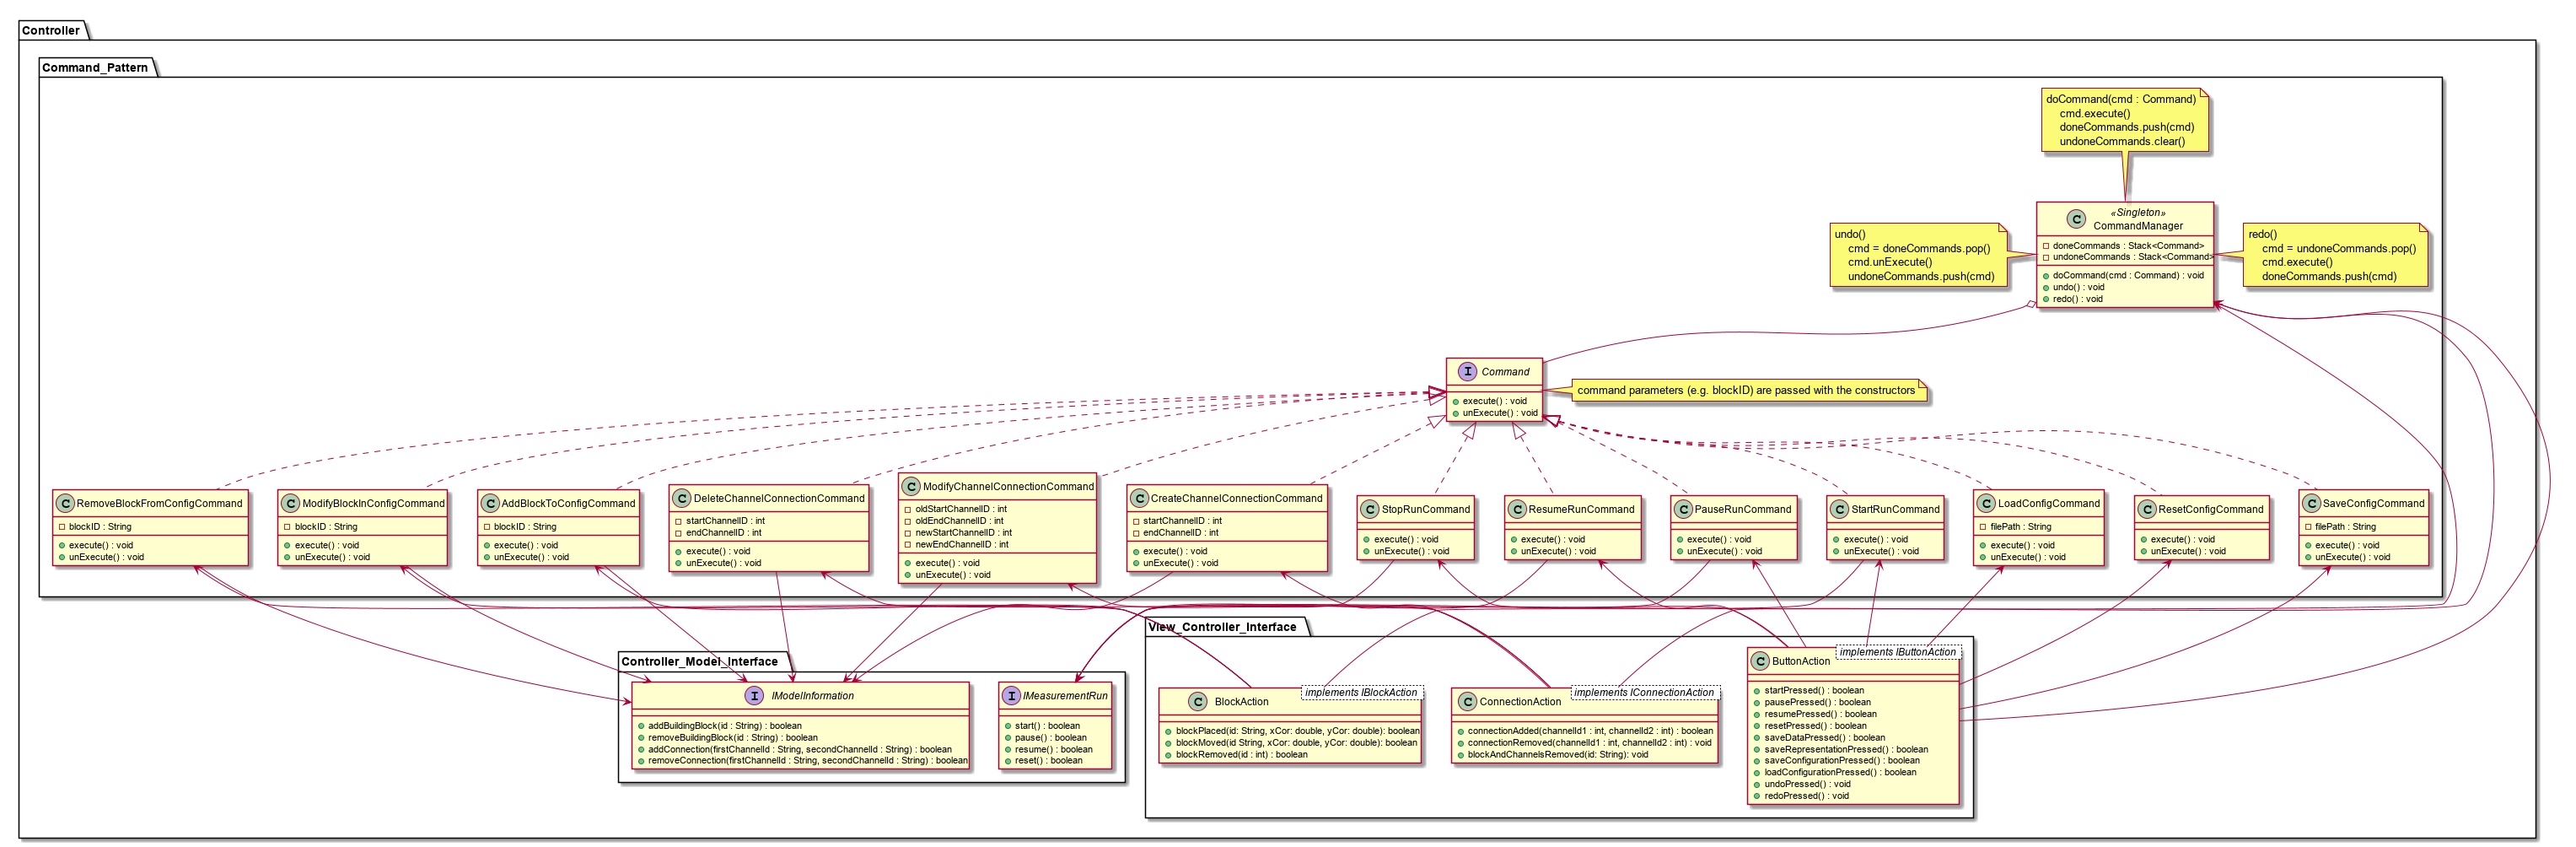 Controller
Command_Pattern
doCommand(cmd : Command)
cmd.execute()
doneCommands.push(cmd)
undoneCommands.clear()
undo()
cmd = doneCommands.pop()
cmd.unExecute()
undoneCommands.push(cmd)
C
«Singleton»
CommandManager
doneCommands : Stack<Command>
undoneCommands : Stack<Command>
doCommand(cmd : Command) : void
undo() : void
redo() : void
redo()
cmd = undoneCommands.pop()
cmd.execute()
doneCommands.push(cmd)
I Command
execute() : void
unExecute() : void
command parameters (e.g. blockID) are passed with the constructors
C RemoveBlockFromConfigCommand
blockID : String
execute() : void
unExecute() : void
C ModifyBlockInConfigCommand
blockID : String
execute() : void
unExecute() : void
C AddBlockToConfigCommand
blockID : String
execute() : void
unExecute() : void
C DeleteChannelConnectionCommand
startChannelID : int
endChannelID : int
execute() : void
unExecute() : void
C ModifyChannelConnectionCommand
oldStartChannelID : int
oldEndChannelID : int
newStartChannelID : int
newEndChannelID : int
execute() : void
unExecute() : void
C CreateChannelConnectionCommand
startChannelID : int
endChannelID : int
execute() : void
unExecute() : void
C StopRunCommand
execute() : void
unExecute() : void
C ResumeRunCommand
execute() : void
unExecute() : void
C PauseRunCommand
execute() : void
unExecute() : void
C StartRunCommand
execute() : void
unExecute() : void
C LoadConfigCommand
filePath : String
execute() : void
unExecute() : void
C ResetConfigCommand
execute() : void
unExecute() : void
C SaveConfigCommand
filePath : String
execute() : void
unExecute() : void
Controller_Model_Interface
I IModelInformation
addBuildingBlock(id : String) : boolean
removeBuildingBlock(id : String) : boolean
addConnection(firstChannelId : String, secondChannelId : String) : boolean
removeConnection(firstChannelId : String, secondChannelId : String) : boolean
I IMeasurementRun
start() : boolean
pause() : boolean
resume() : boolean
reset() : boolean
View_Controller_Interface
C BlockAction
implements IBlockAction
blockPlaced(id: String, xCor: double, yCor: double): boolean
blockMoved(id String, xCor: double, yCor: double): boolean
blockRemoved(id : int) : boolean
C ConnectionAction
implements IConnectionAction
connectionAdded(channelId1 : int, channelId2 : int) : boolean
connectionRemoved(channelId1 : int, channelId2 : int) : void
blockAndChannelsRemoved(id: String): void
C ButtonAction
implements IButtonAction
startPressed() : boolean
pausePressed() : boolean
resumePressed() : boolean
resetPressed() : boolean
saveDataPressed() : boolean
saveRepresentationPressed() : boolean
saveConfigurationPressed() : boolean
loadConfigurationPressed() : boolean
undoPressed() : void
redoPressed() : void